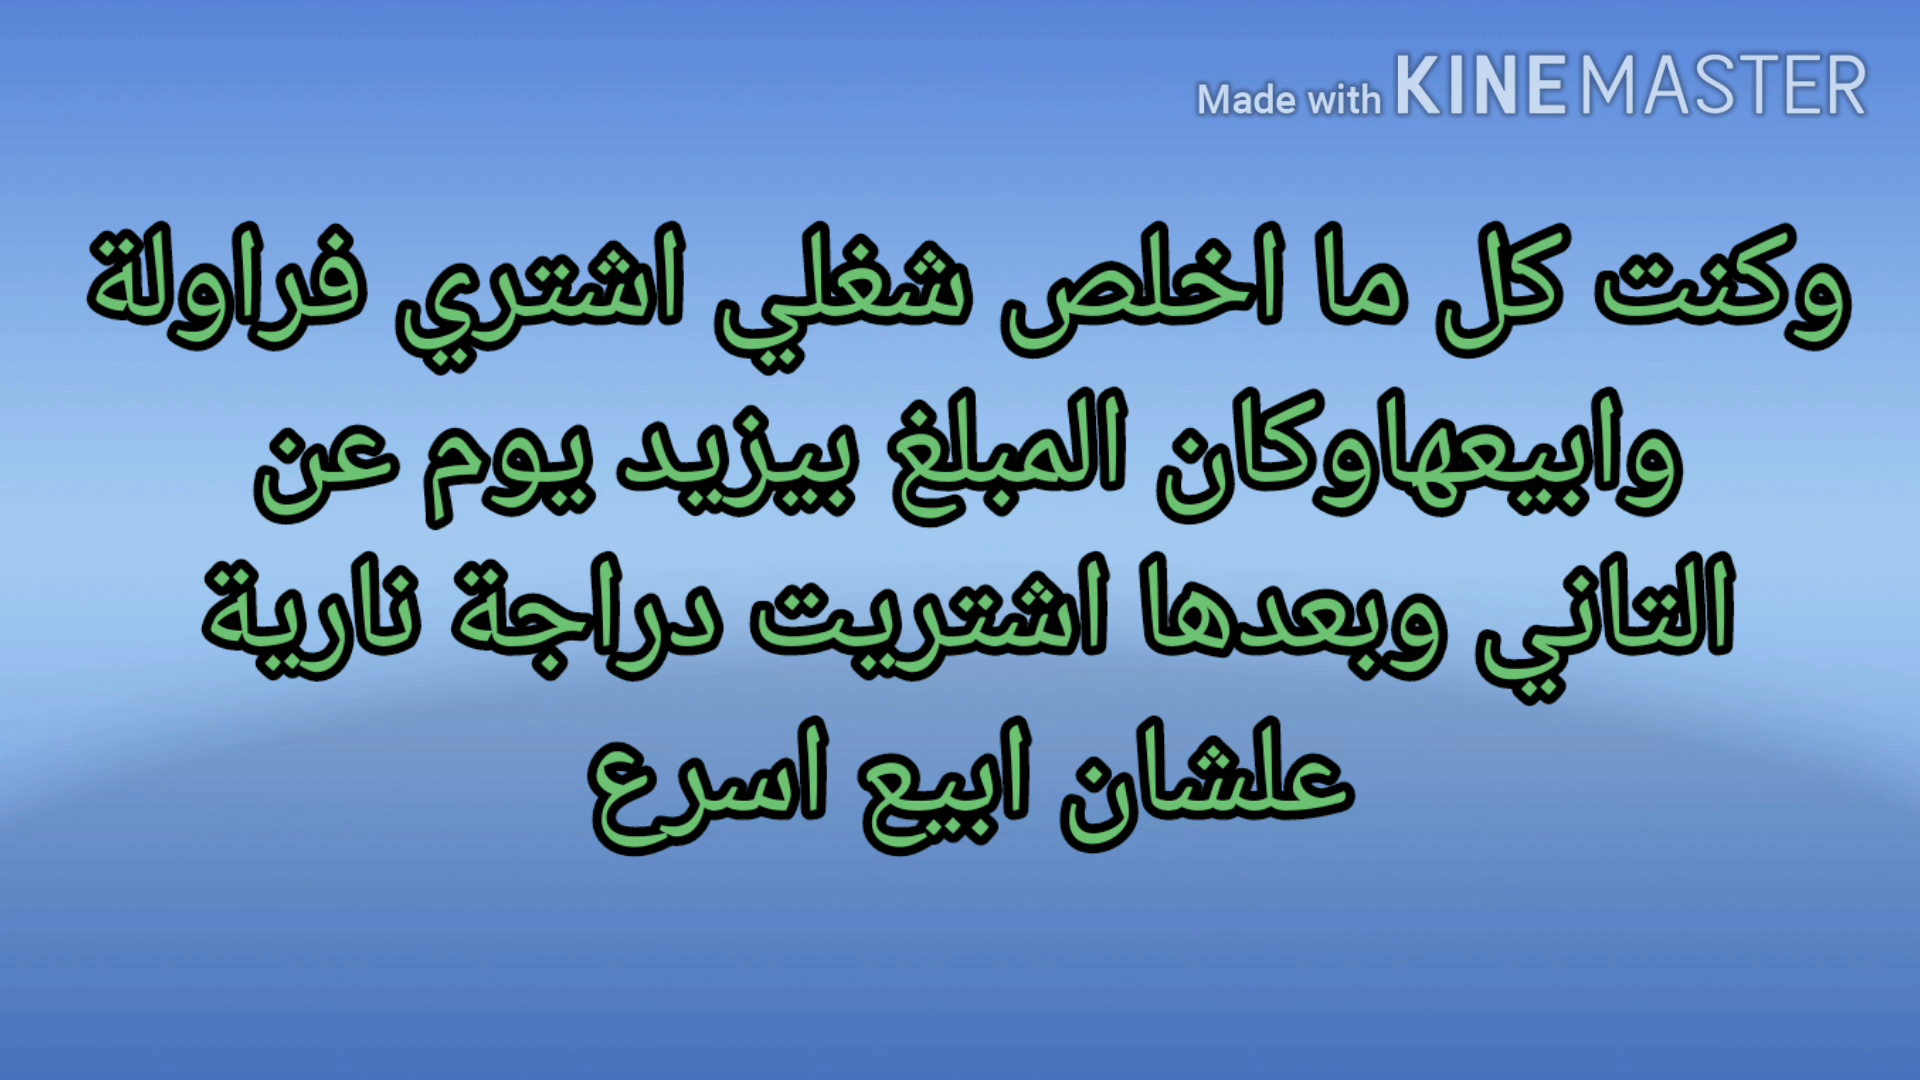 Made with KINEMASTER
وكنت كل ما اخلص شغلي اشتري فراولة
وابيعهاوكان المبلغ بيزيد يوم عن
التاني وبعدها اشتريت دراجة نارية
علشان ابيع اسرع